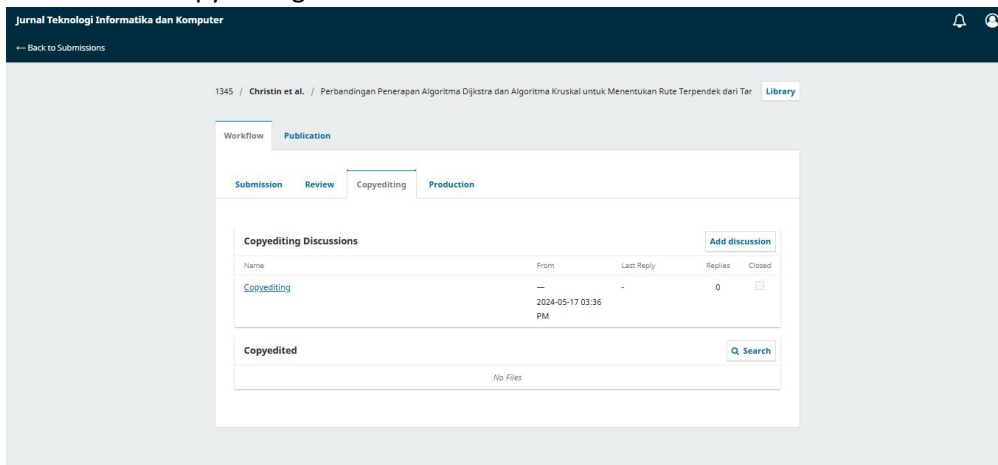 Jurnal Teknologi Informatika dan Komputer
← Back to Submissions
1345 / Christin et al. / Perbandingan Penerapan Algoritma Dijkstra dan Algoritma Kruskal untuk Menentukan Rute Terpendek dari Tar Library
Workflow Publication
Submission Review Copyediting Production
Copyediting Discussions Add discussion
Name From Last Reply Replies Closed
Copyediting — - 0
2024-05-17 03:36
PM
Copyedited Search
No Files